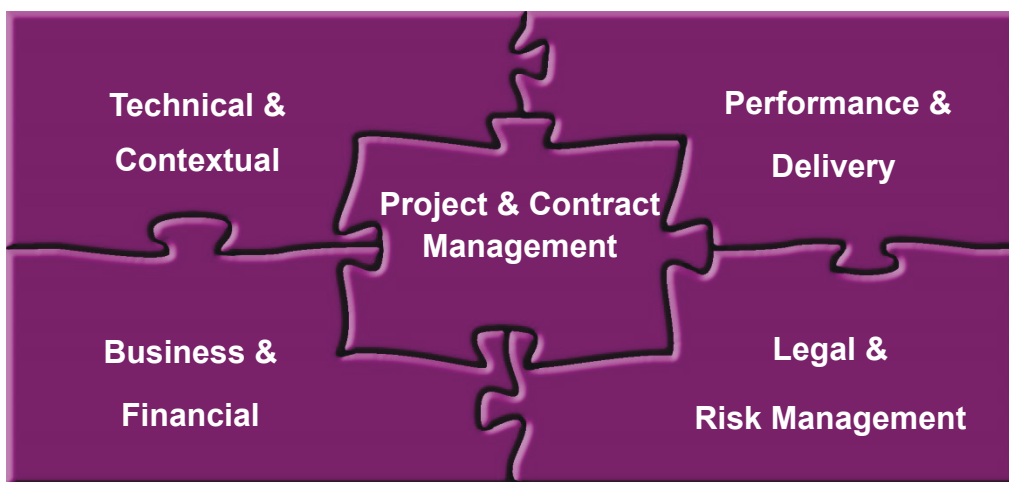 Technical &
Contextual
Performance &
Delivery
Project & Contract
Management
Business &
Financial
Legal &
Risk Management